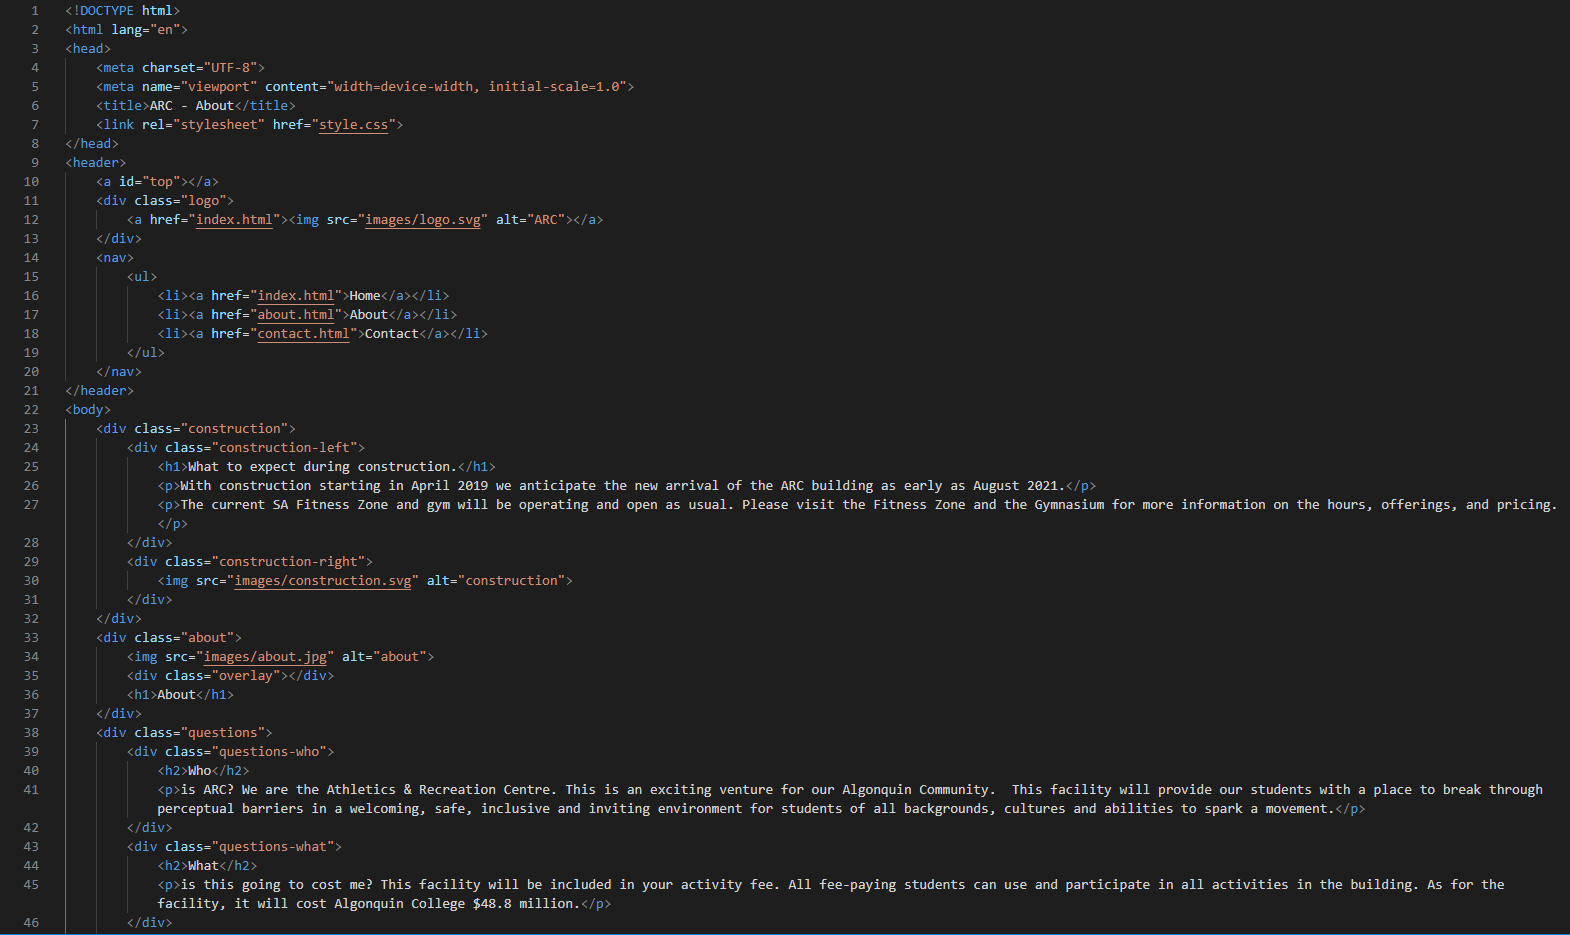 1 <!DOCTYPE html>
2 <html lang="en">
3 <head>
4     <meta charset="UTF-8">
5     <meta name="viewport" content="width=device-width, initial-scale=1.0">
6     <title>ARC - About</title>
7     <link rel="stylesheet" href="style.css">
8 </head>
9 <header>
10     <a id="top"></a>
11     <div class="logo">
12         <a href="index.html"><img src="images/logo.svg" alt="ARC"></a>
13     </div>
14     <nav>
15         <ul>
16             <li><a href="index.html">Home</a></li>
17             <li><a href="about.html">About</a></li>
18             <li><a href="contact.html">Contact</a></li>
19         </ul>
20     </nav>
21 </header>
22 <body>
23     <div class="construction">
24         <div class="construction-left">
25             <h1>What to expect during construction.</h1>
26             <p>With construction starting in April 2019 we anticipate the new arrival of the ARC building as early as August 2021.</p>
27             <p>The current SA Fitness Zone and gym will be operating and open as usual. Please visit the Fitness Zone and the Gymnasium for more information on the hours, offerings, and pricing.
            </p>
28         </div>
29         <div class="construction-right">
30             <img src="images/construction.svg" alt="construction">
31         </div>
32     </div>
33     <div class="about">
34         <img src="images/about.jpg" alt="about">
35         <div class="overlay"></div>
36         <h1>About</h1>
37     </div>
38     <div class="questions">
39         <div class="questions-who">
40             <h2>Who</h2>
41             <p>is ARC? We are the Athletics & Recreation Centre. This is an exciting venture for our Algonquin Community.  This facility will provide our students with a place to break through
            perceptual barriers in a welcoming, safe, inclusive and inviting environment for students of all backgrounds, cultures and abilities to spark a movement.</p>
42         </div>
43         <div class="questions-what">
44             <h2>What</h2>
45             <p>is this going to cost me? This facility will be included in your activity fee. All fee-paying students can use and participate in all activities in the building. As for the
            facility, it will cost Algonquin College $48.8 million.</p>
46         </div>